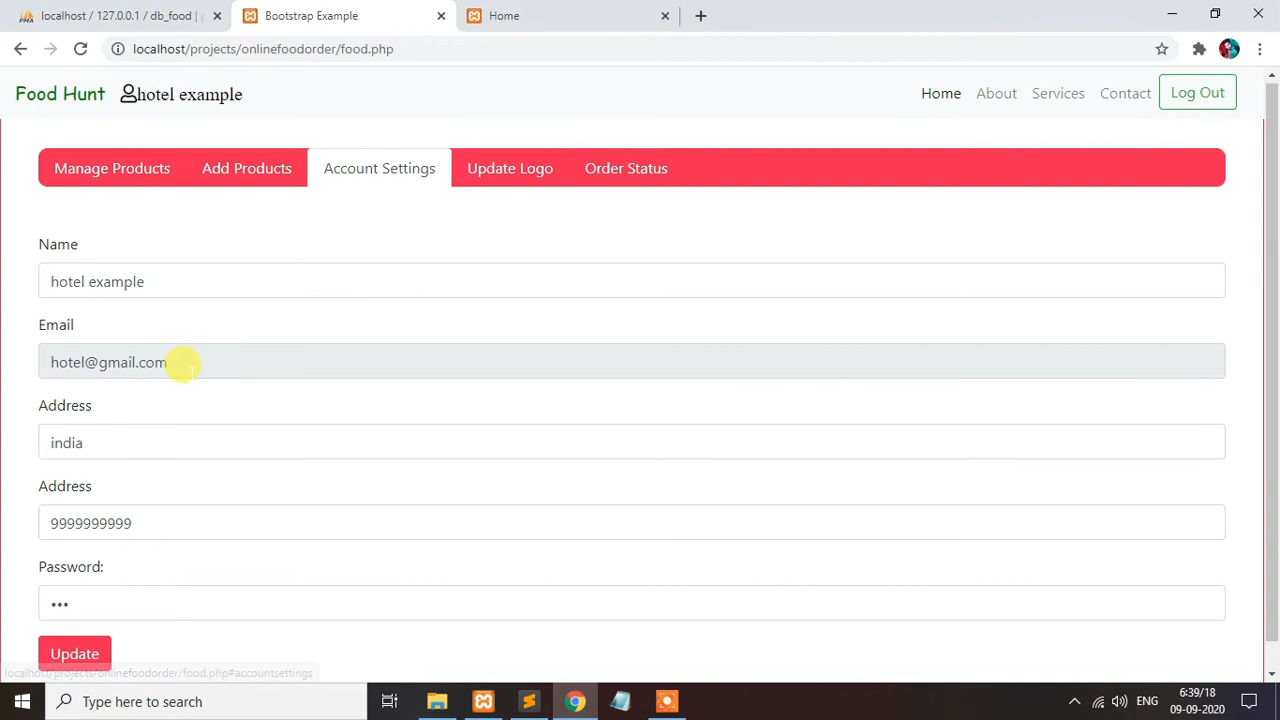 localhost / 127.0.0.1 / db_food | p
Bootstrap Example
Home
localhost/projects/onlinefoodorder/food.php
Food Hunt
hotel example
Home
About
Services
Contact
Log Out
Manage Products
Add Products
Account Settings
Update Logo
Order Status
Name
hotel example
Email
hotel@gmail.com
Address
india
Address
9999999999
Password:
•••
Update
localhost/projects/onlinefoodorder/food.php#accountsettings
Type here to search
ENG
6:39/18
09-09-2020